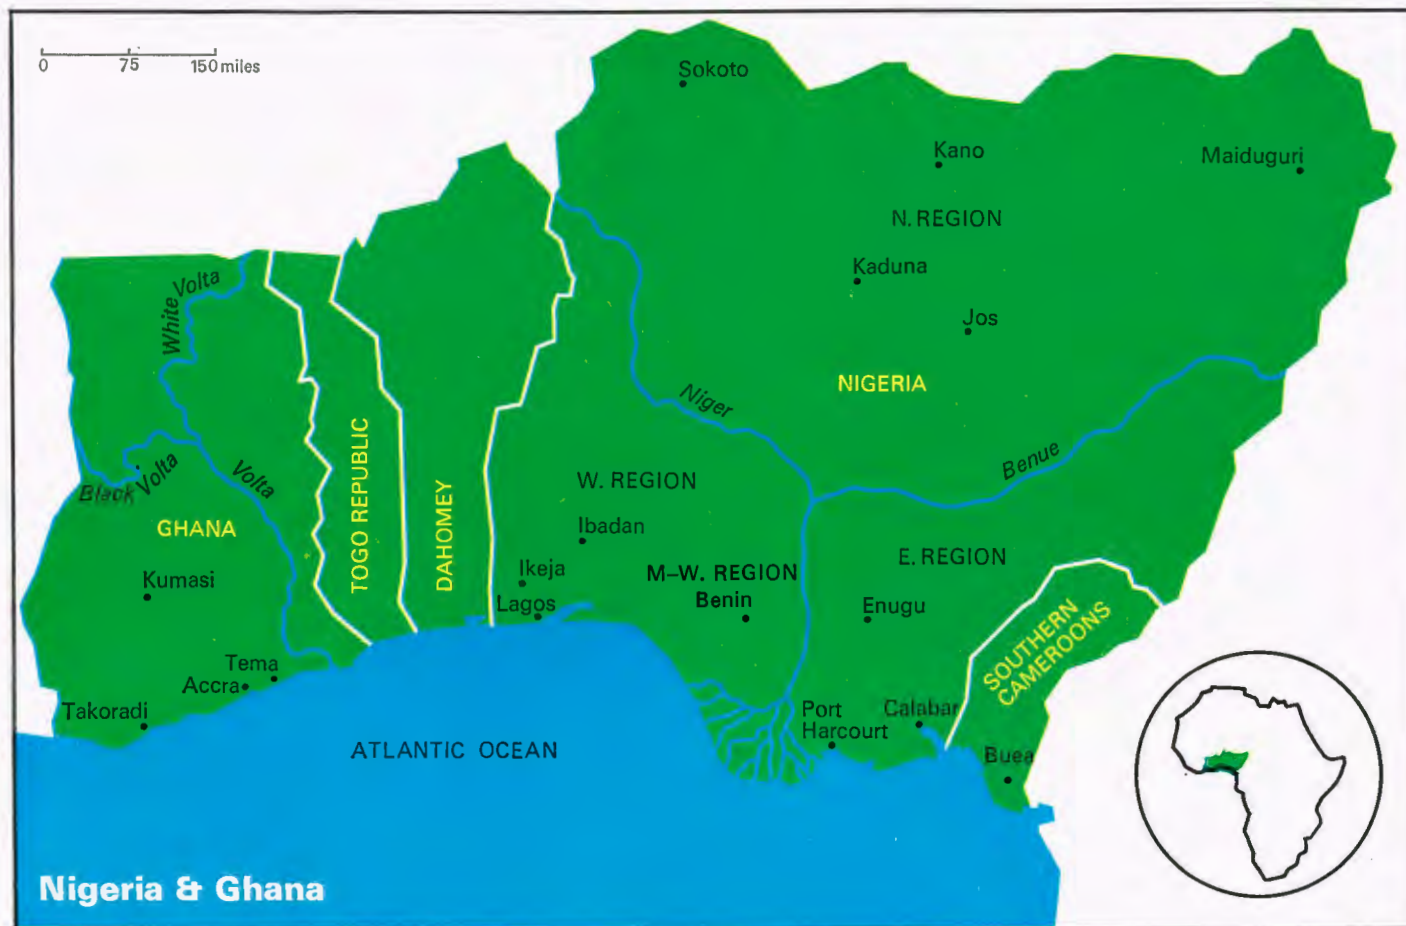 0 75 150 miles
Sokoto
Kano
Maiduguri
N. REGION
Kaduna
Jos
NIGERIA
White Volta
Niger
Benue
Black Volta
Volta
GHANA
Kumasi
TOGO REPUBLIC
DAHOMEY
W. REGION
Ibadan
Ikeja
Lagos
M–W. REGION
Benin
E. REGION
Enugu
SOUTHERN
CAMEROONS
Tema
Accra
Takoradi
Port
Harcourt
Calabar
Buea
ATLANTIC OCEAN
Nigeria & Ghana